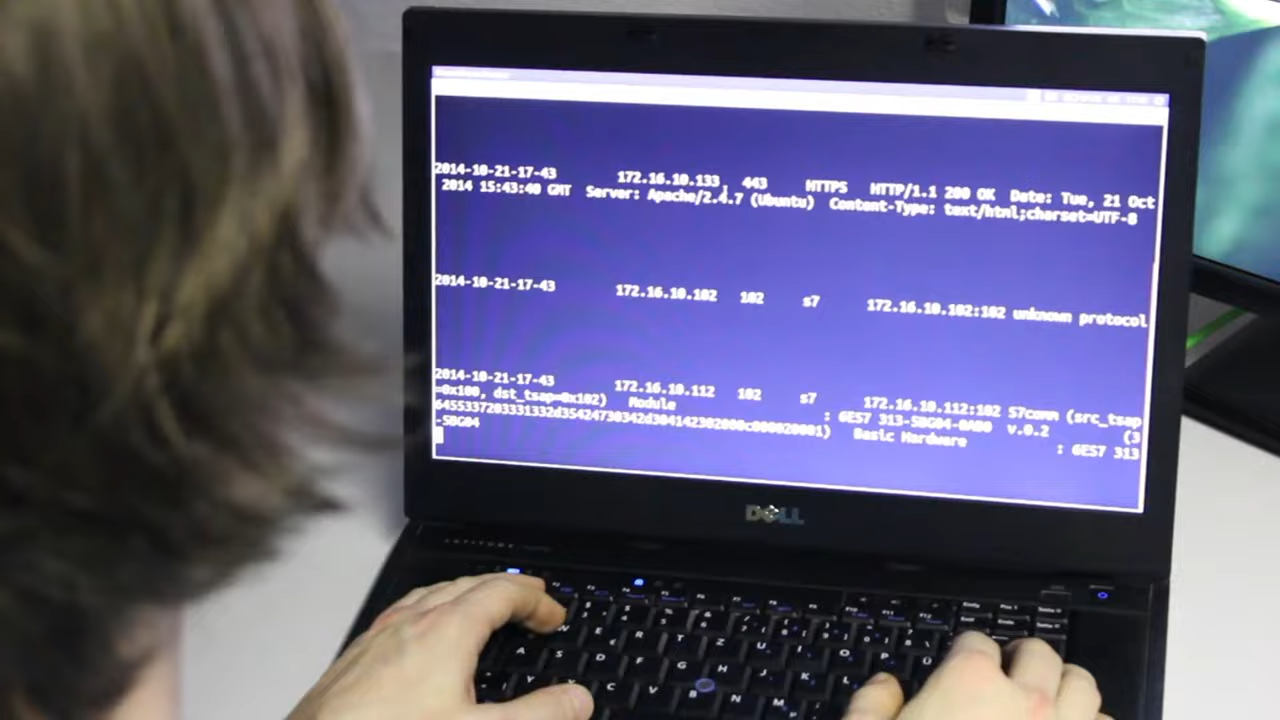 2014-10-21-17-43 172.16.10.133 443 HTTPS HTTP/1.1 200 OK Date: Tue, 21 Oct
2014 15:43:40 GMT Server: Apache/2.4.7 (Ubuntu) Content-Type: text/html;charset=UTF-8
2014-10-21-17-43 172.16.10.102 102 s7 172.16.10.102:102 unknown protocol
2014-10-21-17-43 172.16.10.112 102 s7 172.16.10.112:102 S7comm (src_tsap
=0x100, dst_tsap=0x102) Module : 6ES7 313-5BG04-0AB0 v.0.2 (3
Basic Hardware : 6ES7 313
-5BG04
DELL
LATITUDE
W E R T Z U I O Ü
A S D F G H J K L
Y X C V B N M